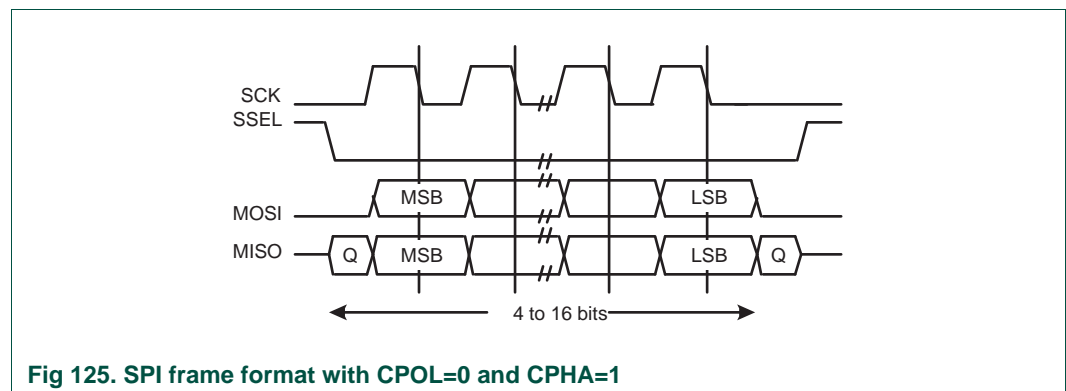 SCK
SSEL
MOSI MSB LSB
MISO Q MSB LSB Q
4 to 16 bits
Fig 125. SPI frame format with CPOL=0 and CPHA=1